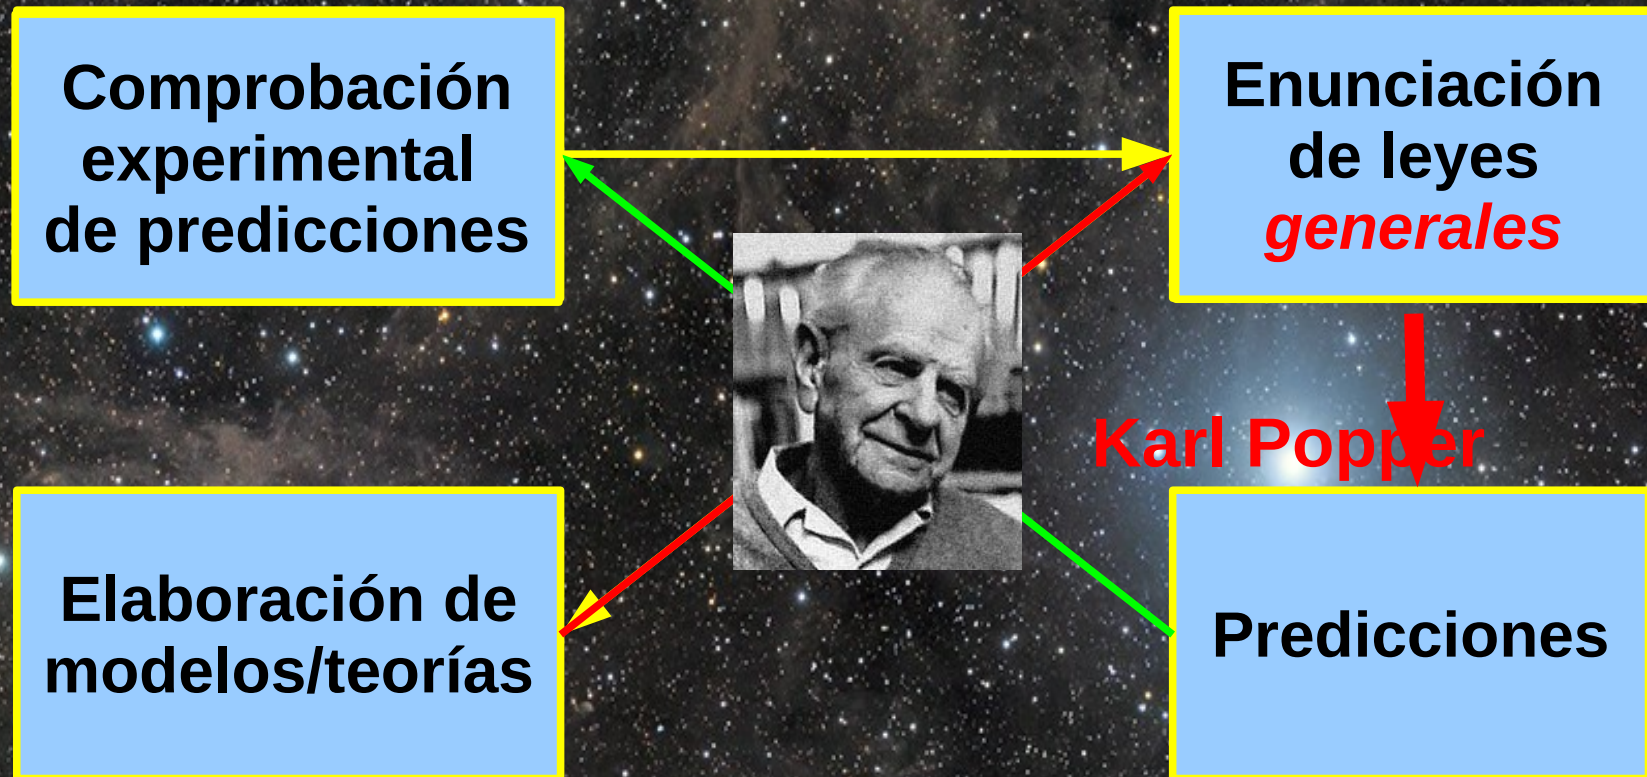 Comprobación
experimental
de predicciones
Enunciación
de leyes
generales
Karl Popper
Elaboración de
modelos/teorías
Predicciones